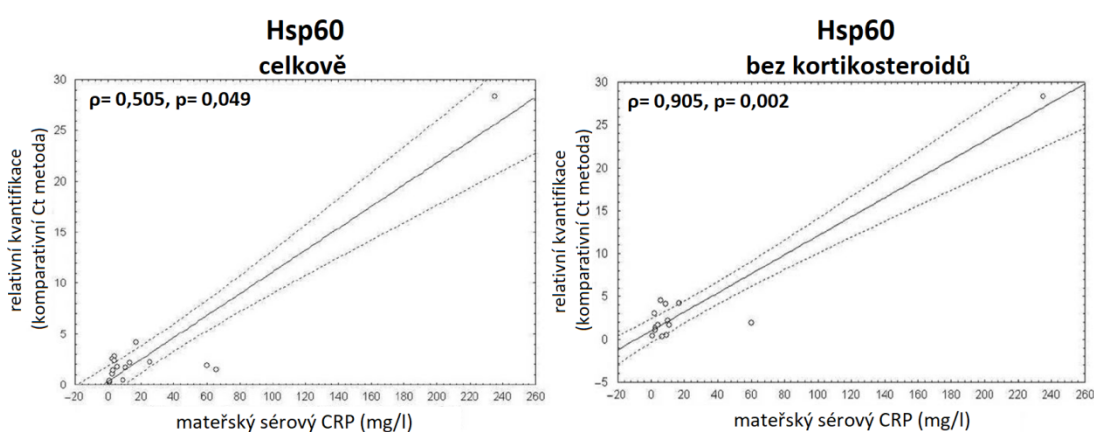 Hsp60
celkově
ρ= 0,505, p= 0,049
relativní kvantifikace
(komparativní Ct metoda)
30
25
20
15
10
5
0
-20 0 20 40 60 80 100 120 140 160 180 200 220 240 260
mateřský sérový CRP (mg/l)
Hsp60
bez kortikosteroidů
ρ= 0,905, p= 0,002
relativní kvantifikace
(komparativní Ct metoda)
30
25
20
15
10
5
0
−5
−20 0 20 40 60 80 100 120 140 160 180 200 220 240 260
mateřský sérový CRP (mg/l)